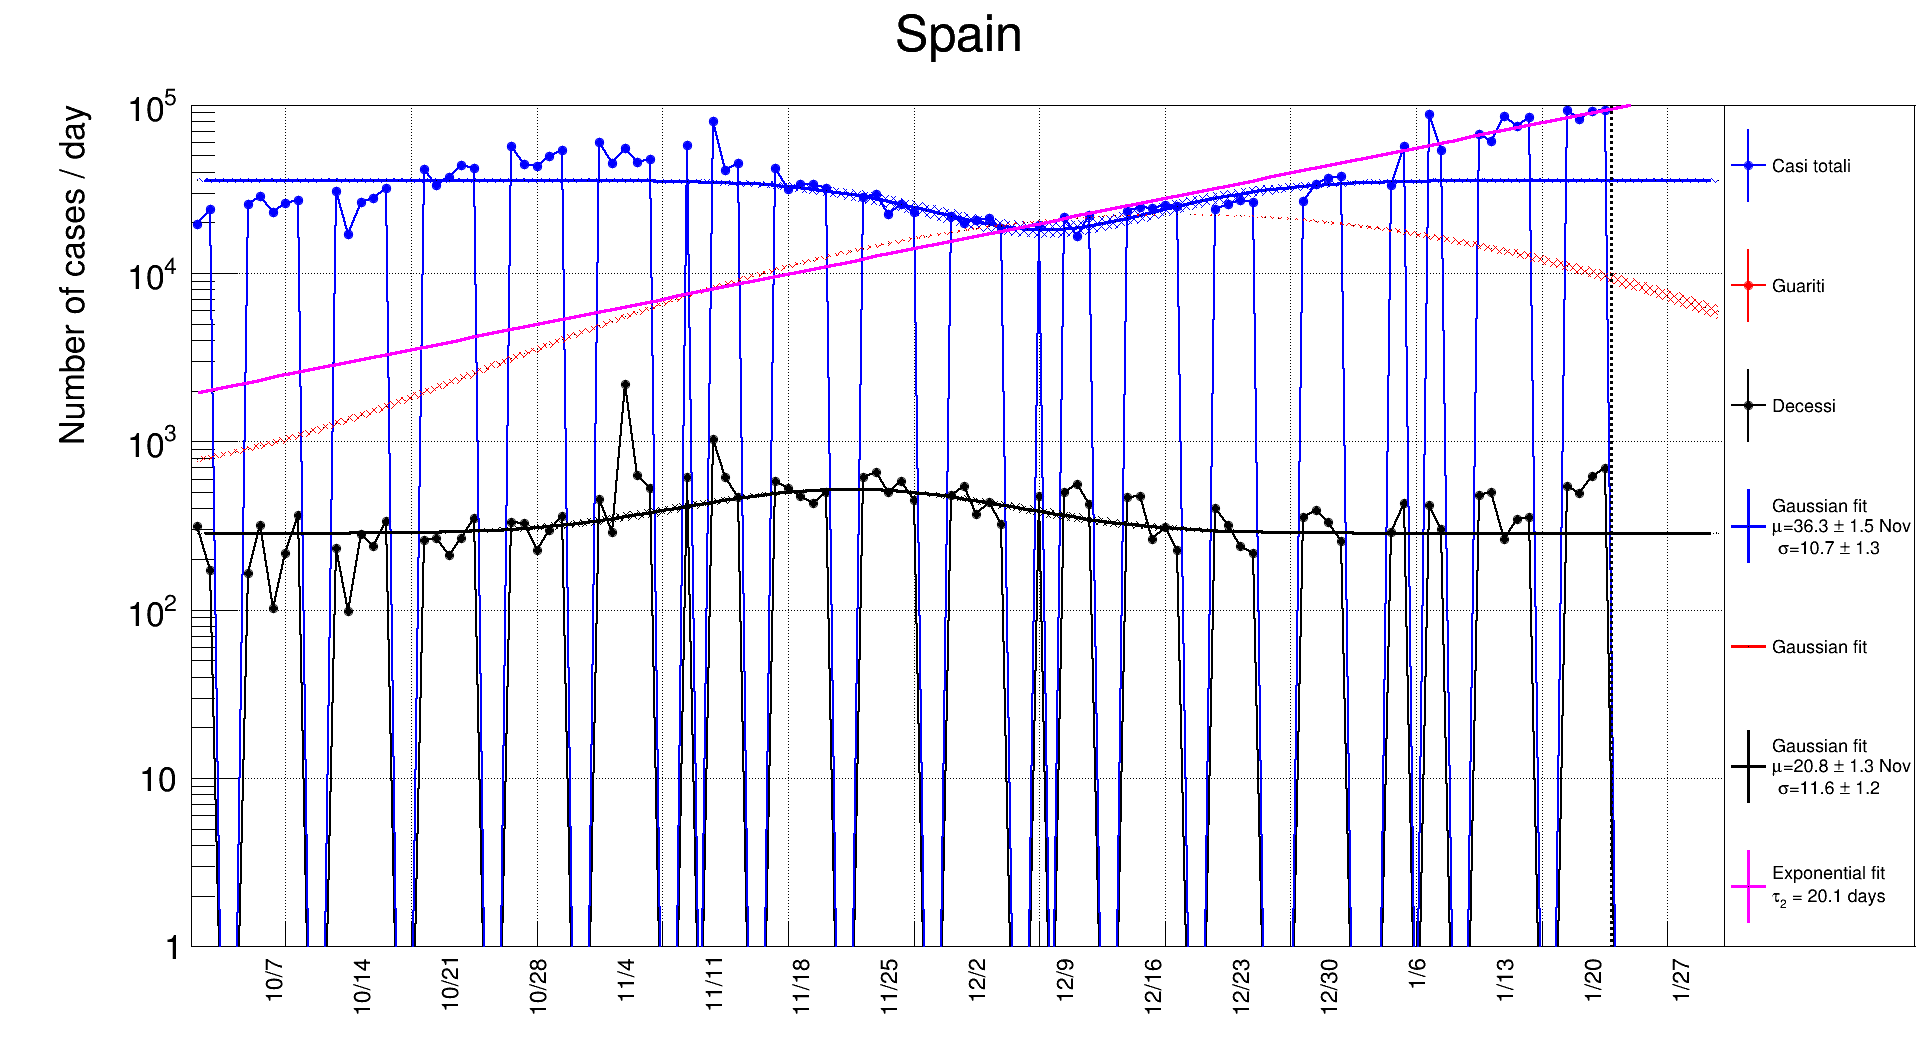 Spain
Number of cases / day
10^5
10^4
10^3
10^2
10
1
10/7
10/14
10/21
10/28
11/4
11/11
11/18
11/25
12/2
12/9
12/16
12/23
12/30
1/6
1/13
1/20
1/27
Casi totali
Guariti
Decessi
Gaussian fit
μ=36.3 ± 1.5 Nov
σ=10.7 ± 1.3
Gaussian fit
Gaussian fit
μ=20.8 ± 1.3 Nov
σ=11.6 ± 1.2
Exponential fit
τ₂ = 20.1 days